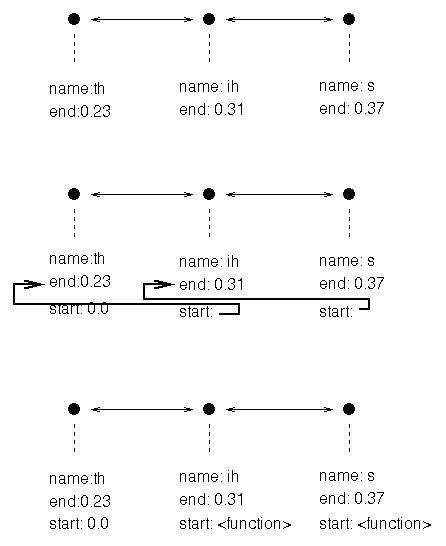 name:th
end:0.23
name: ih
end: 0.31
name: s
end: 0.37
name:th
end:0.23
start: 0.0
name: ih
end: 0.31
start:
name: s
end: 0.37
start:
name:th
end:0.23
start: 0.0
name: ih
end: 0.31
start: <function>
name: s
end: 0.37
start: <function>